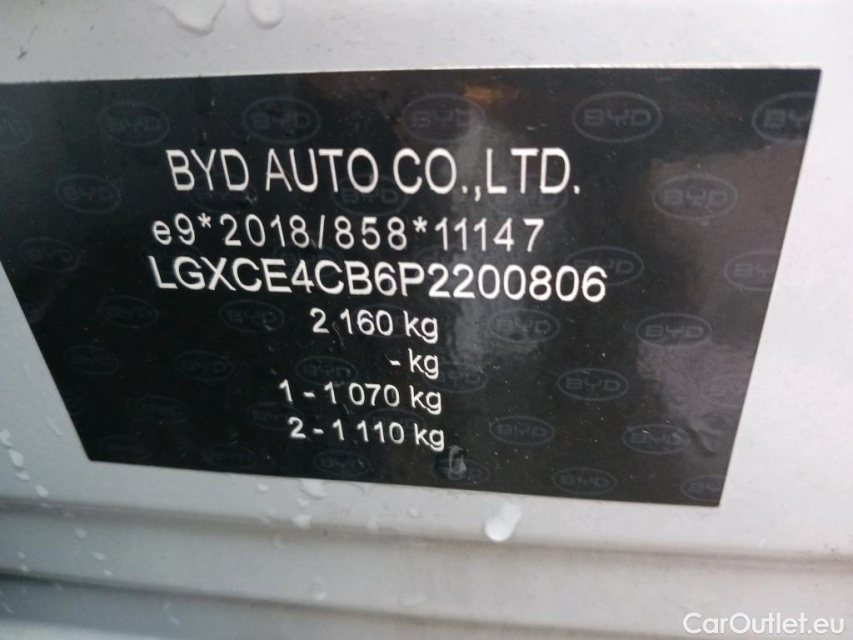 BYD AUTO CO.,LTD.
e9*2018/858*11147
LGXCE4CB6P2200806
2 160 kg
- kg
1 - 1 070 kg
2 - 1 110 kg
CarOutlet.eu